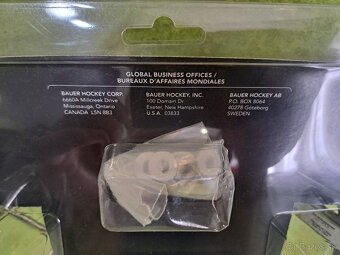 GLOBAL BUSINESS OFFICES /
BUREAUX D'AFFAIRES MONDIALES
BAUER HOCKEY CORP.
6660A Millcreek Drive
Mississauga, Ontario
CANADA L5N 8B3
BAUER HOCKEY, INC.
100 Domain Dr
Exeter, New Hampshire
U.S.A. 03833
BAUER HOCKEY AB
P.O. BOX 8064
40278 Göteborg
SWEDEN